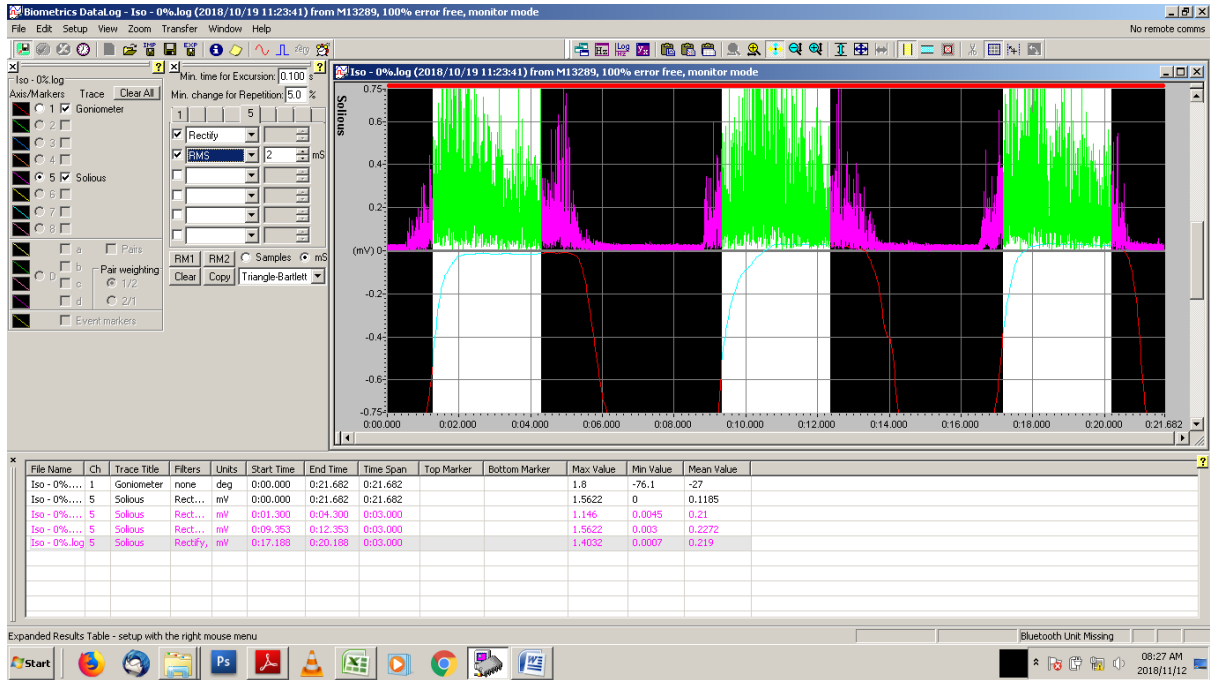 Biometrics DataLog - Iso - 0%.log (2018/10/19 11:23:41) from M13289, 100% error free, monitor mode
File Edit Setup View Zoom Transfer Window Help
No remote comms
Iso - 0%.log
Axis/Markers Trace Clear All
1 Goniometer
2
3
4
5 Solious
6
7
8
a Pairs
D b Pair weighting
c 1/2
d 2/1
Event markers
Min. time for Excursion: 0.100 s
Min. change for Repetition: 5.0 %
1 5
Rectify
RMS 2 mS
RM1 RM2 Samples mS
Clear Copy Triangle-Bartlett
Iso - 0%.log (2018/10/19 11:23:41) from M13289, 100% error free, monitor mode
Solious
0.75
0.6
0.4
0.2
(mV) 0
-0.2
-0.4
-0.6
-0.75
0:00.000 0:02.000 0:04.000 0:06.000 0:08.000 0:10.000 0:12.000 0:14.000 0:16.000 0:18.000 0:20.000 0:21.682
File Name Ch Trace Title Filters Units Start Time End Time Time Span Top Marker Bottom Marker Max Value Min Value Mean Value
Iso - 0%.... 1 Goniometer none deg 0:00.000 0:21.682 0:21.682 1.8 -76.1 -27
Iso - 0%.... 5 Solious Rect... mV 0:00.000 0:21.682 0:21.682 1.5622 0 0.1185
Iso - 0%.... 5 Solious Rect... mV 0:01.300 0:04.300 0:03.000 1.146 0.0045 0.21
Iso - 0%.... 5 Solious Rect... mV 0:09.353 0:12.353 0:03.000 1.5622 0.003 0.2272
Iso - 0%.log 5 Solious Rectify, mV 0:17.188 0:20.188 0:03.000 1.4032 0.0007 0.219
Expanded Results Table - setup with the right mouse menu
Bluetooth Unit Missing
Start
Ps
08:27 AM
2018/11/12